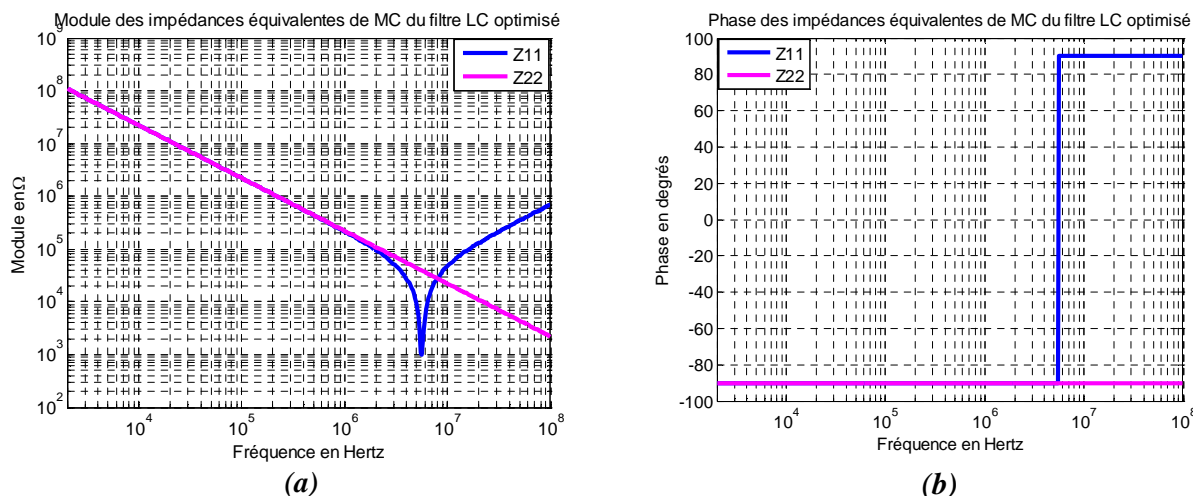 Module des impédances équivalentes de MC du filtre LC optimisé
10^9
10^8
10^7
10^6
10^5
10^4
10^3
10^2
Module en Ω
Z11
Z22
10^4 10^5 10^6 10^7 10^8
Fréquence en Hertz
(a)
Phase des impédances équivalentes de MC du filtre LC optimisé
100
80
60
40
20
0
-20
-40
-60
-80
-100
Phase en degrés
Z11
Z22
10^4 10^5 10^6 10^7 10^8
Fréquence en Hertz
(b)